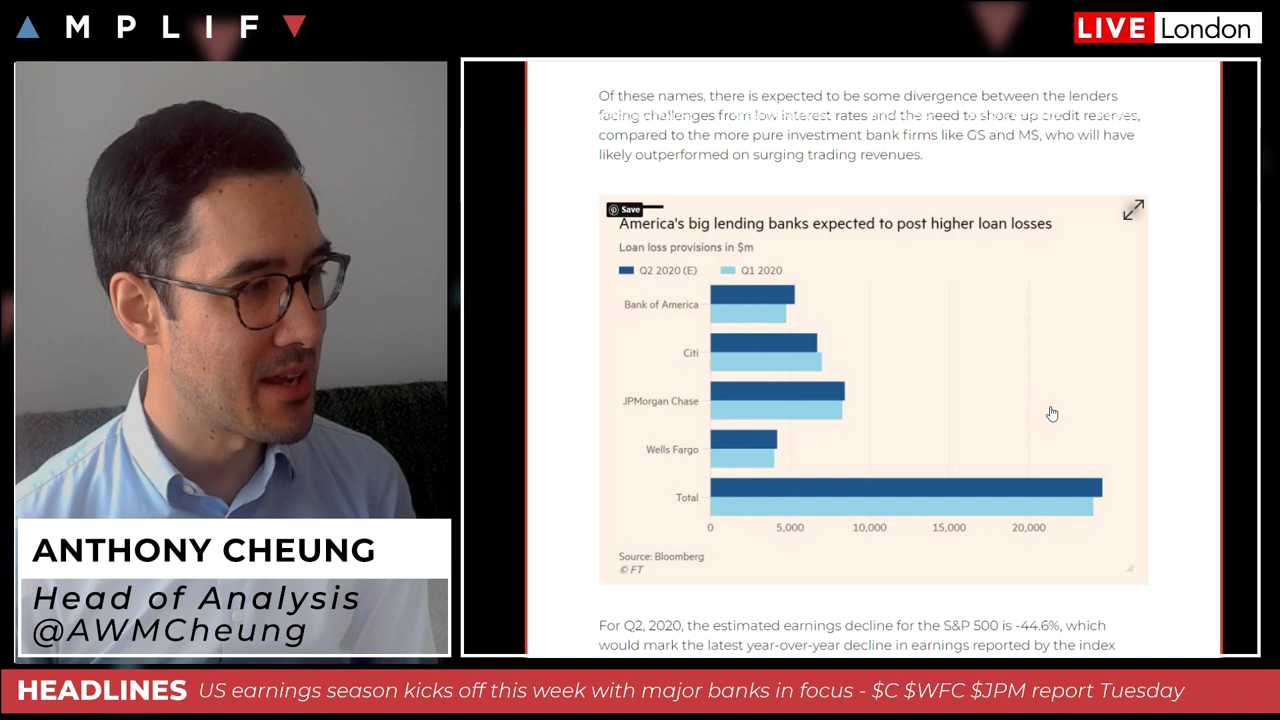 ▲ M P L I F ▼
LIVE London
Of these names, there is expected to be some divergence between the lenders
facing challenges from low interest rates and the need to shore up credit reserves,
compared to the more pure investment bank firms like GS and MS, who will have
likely outperformed on surging trading revenues.
Save
America's big lending banks expected to post higher loan losses
Loan loss provisions in $m
Q2 2020 (E) Q1 2020
Bank of America
Citi
JPMorgan Chase
Wells Fargo
Total
0 5,000 10,000 15,000 20,000
Source: Bloomberg
© FT
For Q2, 2020, the estimated earnings decline for the S&P 500 is -44.6%, which
would mark the latest year-over-year decline in earnings reported by the index
ANTHONY CHEUNG
Head of Analysis
@AWMCheung
HEADLINES US earnings season kicks off this week with major banks in focus - $C $WFC $JPM report Tuesday